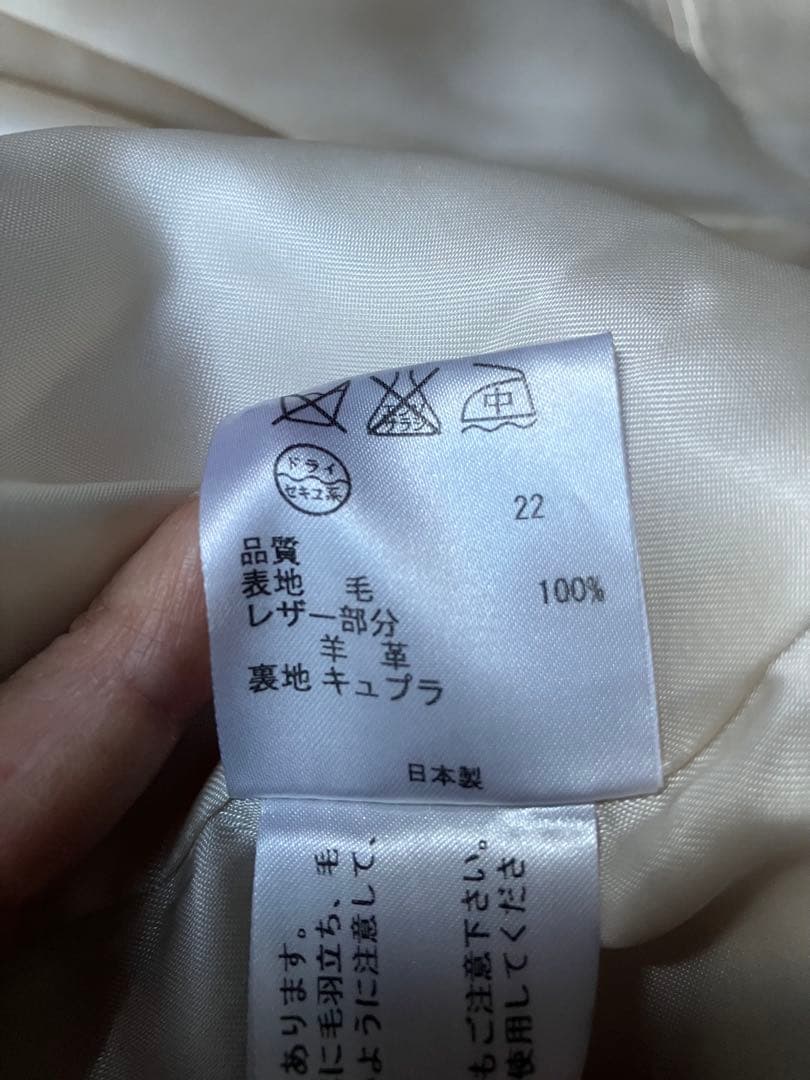 中
ドライ
セキユ系
22
品質
表地 毛 100%
レザー部分
羊 革
裏地 キュプラ
日本製
もご注意下さい。
使用してくださ
に毛羽立ち、毛
ように注意して、
あります。